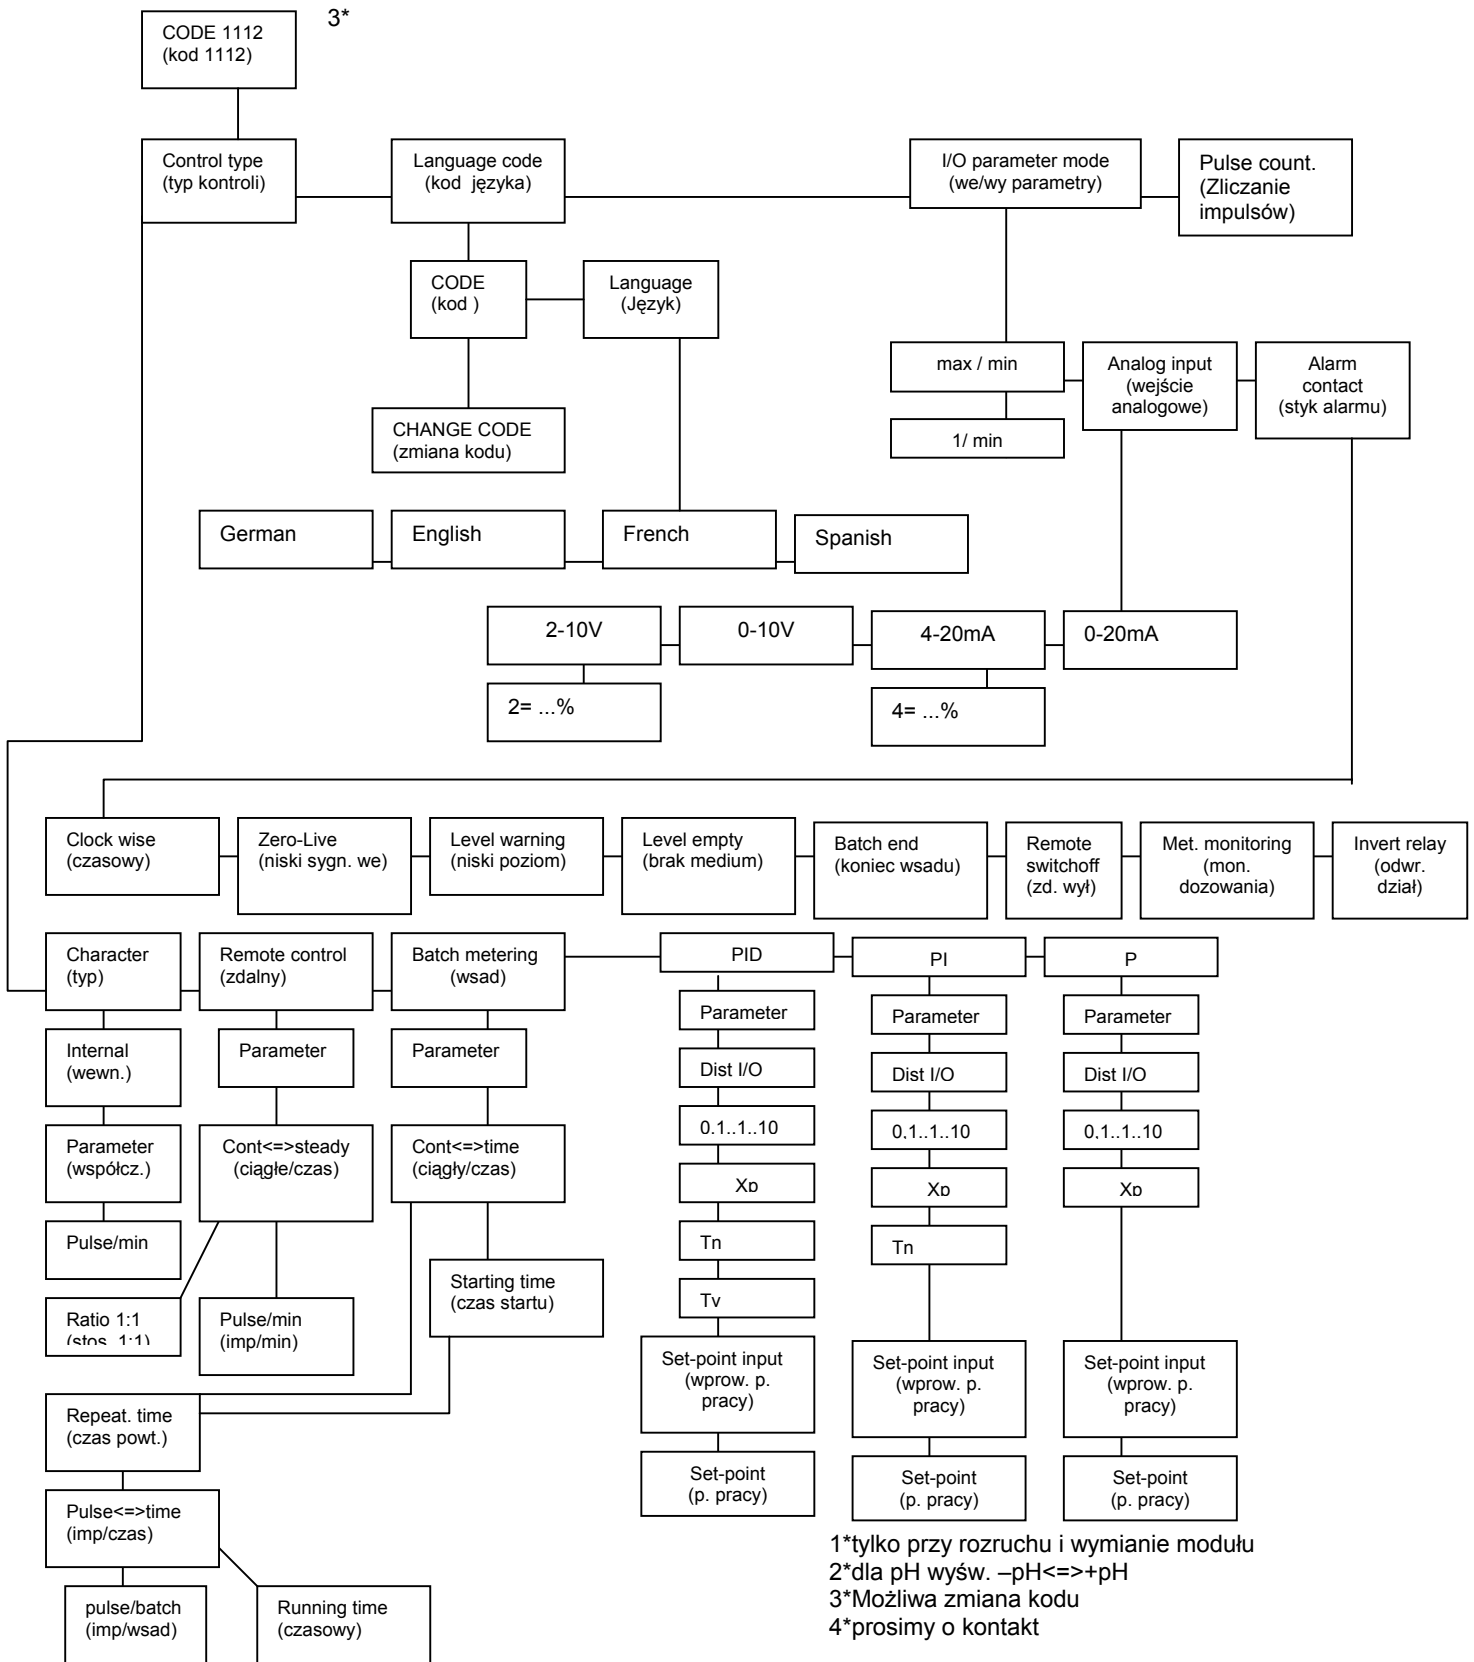 3*
CODE 1112
(kod 1112)
Control type
(typ kontroli)
Language code
(kod języka)
I/O parameter mode
(we/wy parametry)
Pulse count.
(Zliczanie
impulsów)
CODE
(kod )
Language
(Język)
max / min
Analog input
(wejście
analogowe)
Alarm
contact
(styk alarmu)
CHANGE CODE
(zmiana kodu)
1/ min
German
English
French
Spanish
2-10V
0-10V
4-20mA
0-20mA
2= ...%
4= ...%
Clock wise
(czasowy)
Zero-Live
(niski sygn. we)
Level warning
(niski poziom)
Level empty
(brak medium)
Batch end
(koniec wsadu)
Remote
switchoff
(zd. wył)
Met. monitoring
(mon.
dozowania)
Invert relay
(odwr.
dział)
Character
(typ)
Remote control
(zdalny)
Batch metering
(wsad)
PID
PI
P
Internal
(wewn.)
Parameter
Parameter
Parameter
Parameter
Parameter
Dist I/O
Dist I/O
Dist I/O
Parameter
(współcz.)
Cont<=>steady
(ciągłe/czas)
Cont<=>time
(ciągły/czas)
0.1..1..10
0,1..1..10
0,1..1..10
Xp
Xp
Xp
Pulse/min
Tn
Tn
Starting time
(czas startu)
Tv
Ratio 1:1
(stos. 1:1)
Pulse/min
(imp/min)
Set-point input
(wprow. p.
pracy)
Set-point input
(wprow. p.
pracy)
Set-point input
(wprow. p.
pracy)
Repeat. time
(czas powt.)
Set-point
(p. pracy)
Set-point
(p. pracy)
Set-point
(p. pracy)
Pulse<=>time
(imp/czas)
pulse/batch
(imp/wsad)
Running time
(czasowy)
1*tylko przy rozruchu i wymianie modułu
2*dla pH wyśw. –pH<=>+pH
3*Możliwa zmiana kodu
4*prosimy o kontakt